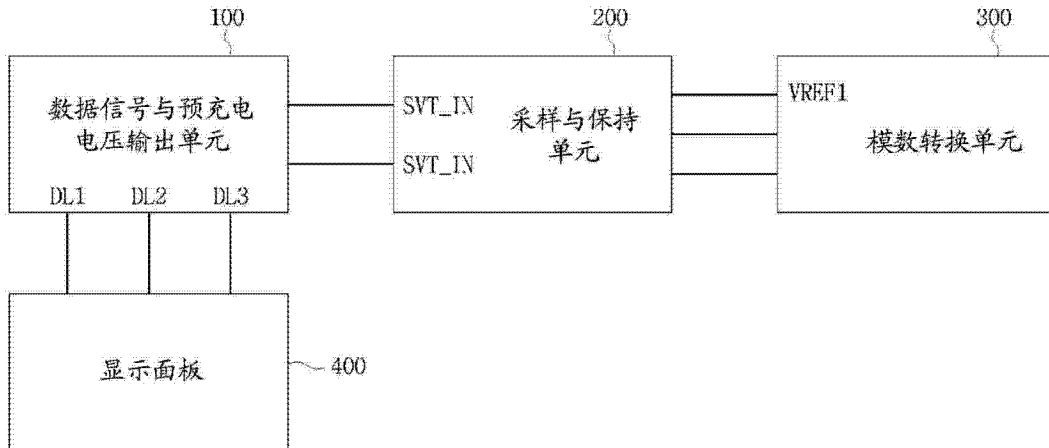 100
200
300
数据信号与预充电
电压输出单元
SVT_IN
SVT_IN
采样与保持
单元
VREF1
模数转换单元
DL1 DL2 DL3
显示面板
400